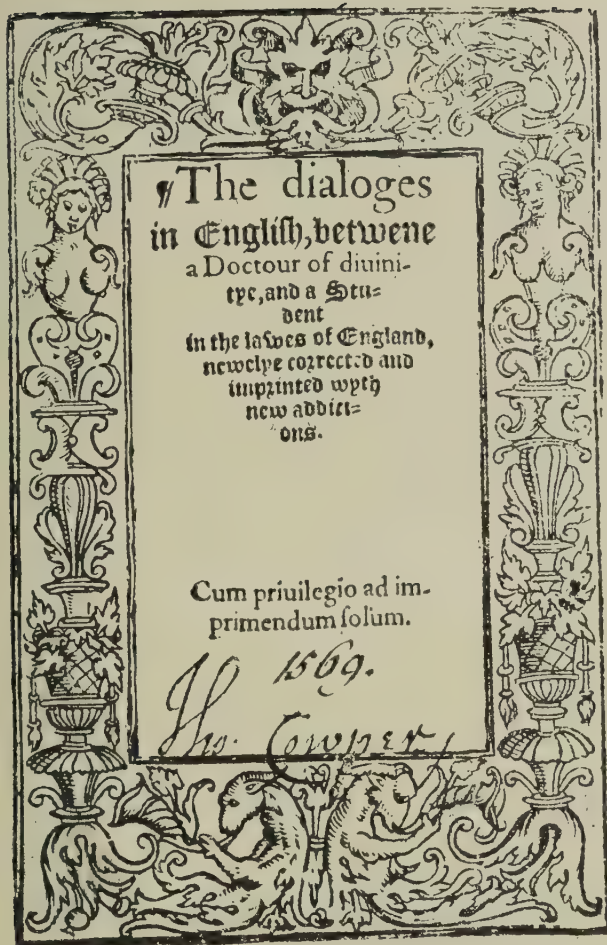 ¶The dialoges
in Engliſh, betwene
a Doctour of diuini-
tye, and a Stu=
dent
in the lawes of England,
newelye corrected and
imprinted wyth
new addici=
ons.
Cum priuilegio ad im-
primendum ſolum.
1569.
Tho. Cowper